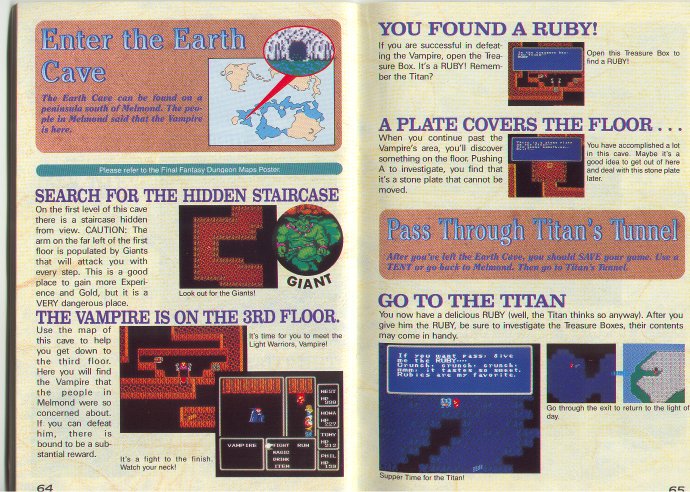 Enter the Earth
Cave
The Earth Cave can be found on a
peninsula south of Melmond. The peo-
ple in Melmond said that the Vampire
is here.
Please refer to the Final Fantasy Dungeon Maps Poster.
SEARCH FOR THE HIDDEN STAIRCASE
On the first level of this cave
there is a staircase hidden
from view. CAUTION: The
arm on the far left of the first
floor is populated by Giants
that will attack you with
every step. This is a good
place to gain more Experi-
ence and Gold, but it is a
VERY dangerous place.
Look out for the Giants!
GIANT
THE VAMPIRE IS ON THE 3RD FLOOR.
Use the map of
this cave to help
you get down to
the third floor.
Here you will find
the Vampire that
the people in
Melmond were so
concerned about.
If you can defeat
him, there is
bound to be a sub-
stantial reward.
It's time for you to meet the
Light Warriors, Vampire!
VAMPIRE
FIGHT RUN
MAGIC
DRINK
ITEM
HP
HP
227
TONY
HP
212
PHIL
HP
159
It's a fight to the finish.
Watch your neck!
64
YOU FOUND A RUBY!
If you are successful in defeat-
ing the Vampire, open the Trea-
sure Box. It's a RUBY! Remem-
ber the Titan?
Open this Treasure Box to
find a RUBY!
A PLATE COVERS THE FLOOR . . .
When you continue past the
Vampire's area, you'll discover
something on the floor. Pushing
A to investigate, you find that
it's a stone plate that cannot be
moved.
You have accomplished a lot
in this cave. Maybe it's a
good idea to get out of here
and deal with this stone plate
later.
Pass Through Titan's Tunnel
After you've left the Earth Cave, you should SAVE your game. Use a
TENT or go back to Melmond. Then go to Titan's Tunnel.
GO TO THE TITAN
You now have a delicious RUBY (well, the Titan thinks so anyway). After you
give him the RUBY, be sure to investigate the Treasure Boxes, their contents
may come in handy.
If you want pass, give
me the RUBY....
Crunch, crunch, crunch,
mmm, it tastes so sweet.
Rubies are my favorite.
Go through the exit to return to the light of
day.
Supper Time for the Titan!
65